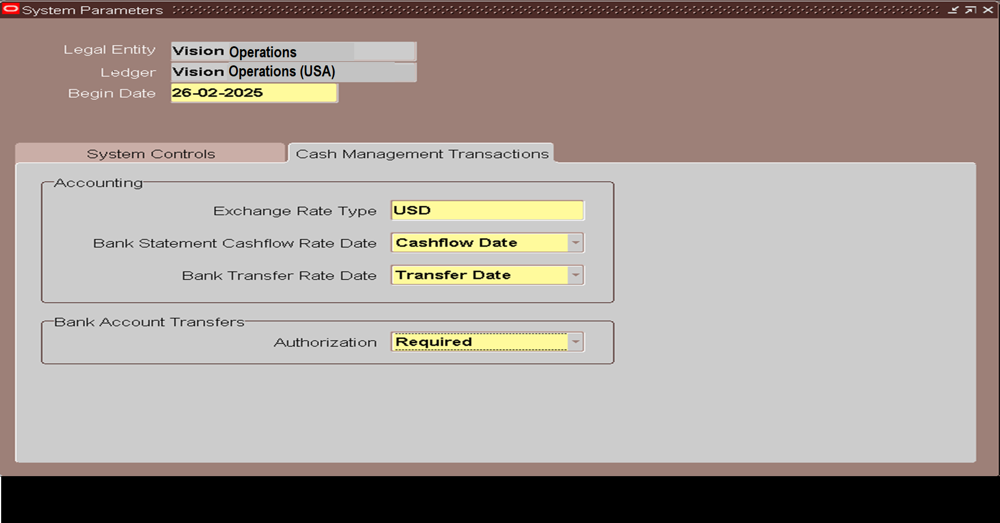 System Parameters
Legal Entity Vision Operations
Ledger Vision Operations (USA)
Begin Date 26-02-2025
System Controls Cash Management Transactions
Accounting
Exchange Rate Type USD
Bank Statement Cashflow Rate Date Cashflow Date
Bank Transfer Rate Date Transfer Date
Bank Account Transfers
Authorization Required